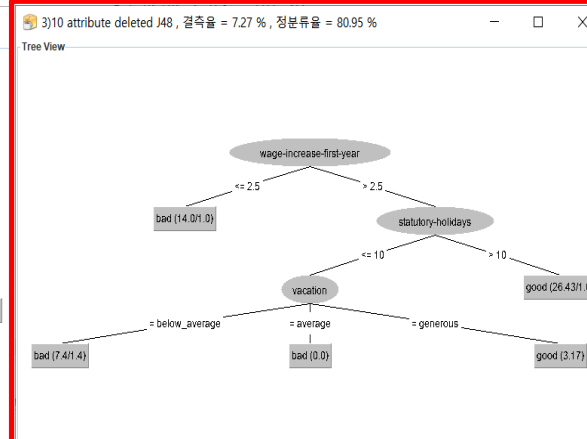 3)10 attribute deleted J48 , 결측율 = 7.27 % , 정분류율 = 80.95 %
Tree View
wage-increase-first-year
<= 2.5
> 2.5
bad (14.0/1.0)
statutory-holidays
<= 10
> 10
vacation
good (26.43/1.0
= below_average
= average
= generous
bad (7.4/1.4)
bad (0.0)
good (3.17)